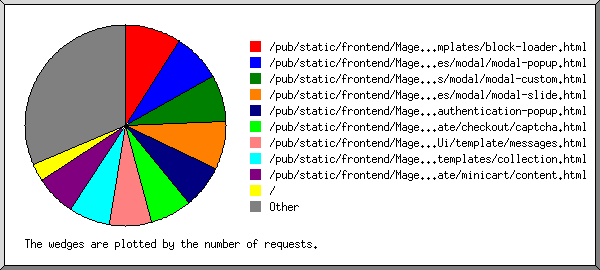 /pub/static/frontend/Mage...mplates/block-loader.html
/pub/static/frontend/Mage...es/modal/modal-popup.html
/pub/static/frontend/Mage...s/modal/modal-custom.html
/pub/static/frontend/Mage...es/modal/modal-slide.html
/pub/static/frontend/Mage...authentication-popup.html
/pub/static/frontend/Mage...ate/checkout/captcha.html
/pub/static/frontend/Mage...Ui/template/messages.html
/pub/static/frontend/Mage...templates/collection.html
/pub/static/frontend/Mage...ate/minicart/content.html
/
Other
The wedges are plotted by the number of requests.